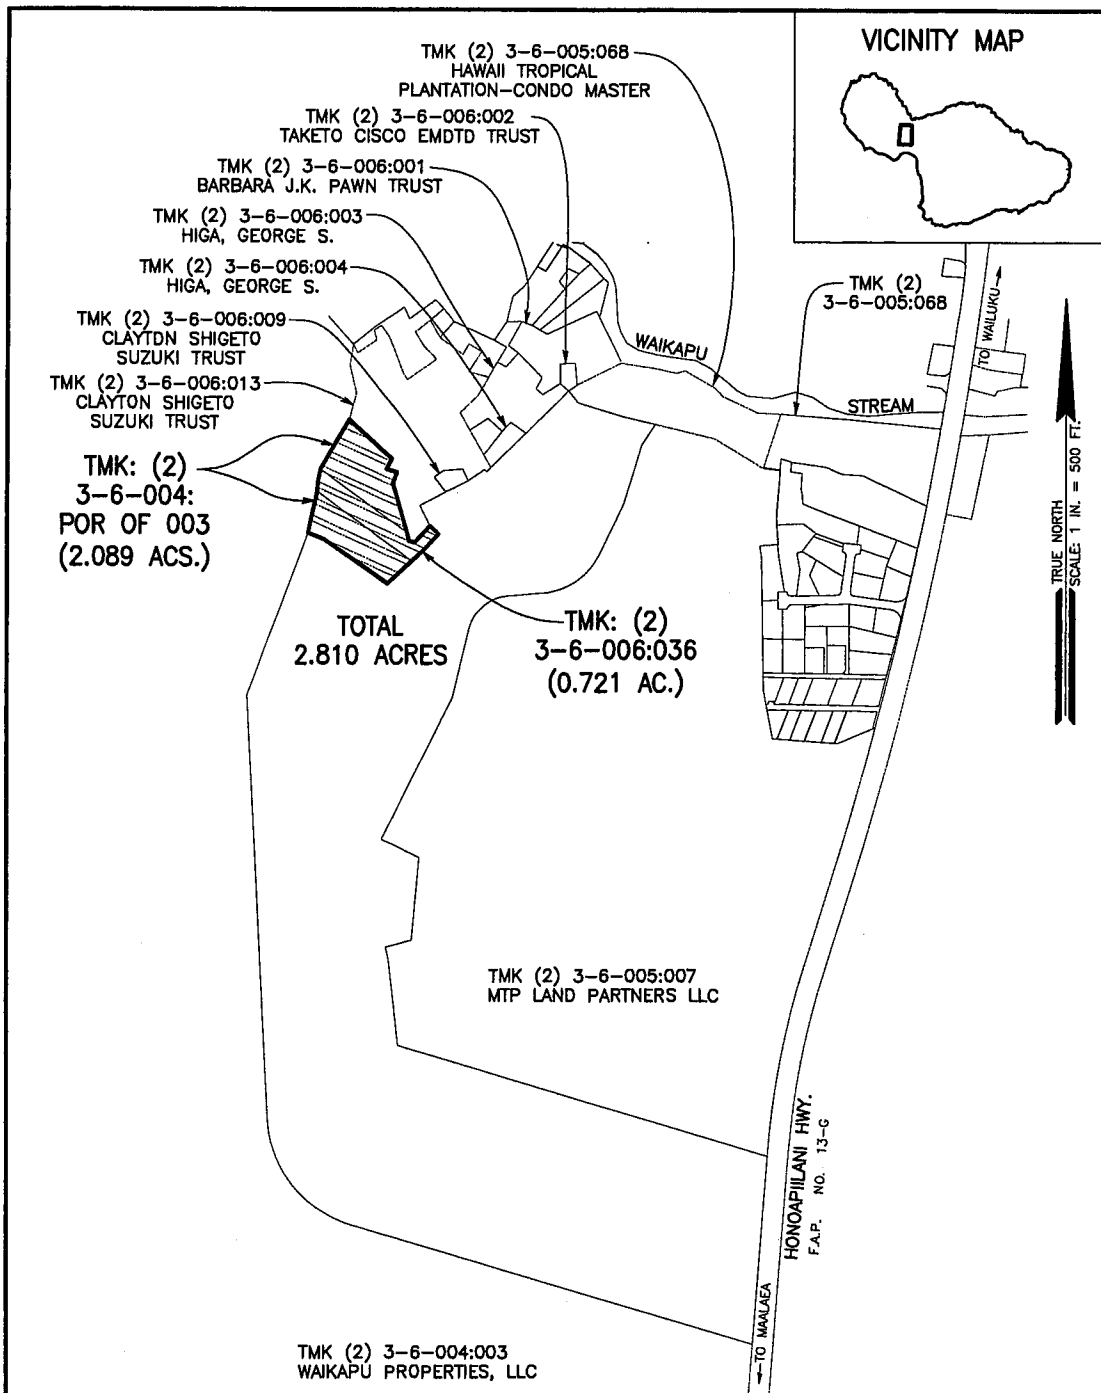 VICINITY MAP
TMK (2) 3-6-005:068
HAWAII TROPICAL
PLANTATION-CONDO MASTER
TMK (2) 3-6-006:002
TAKETO CISCO EMDTD TRUST
TMK (2) 3-6-006:001
BARBARA J.K. PAWN TRUST
TMK (2) 3-6-006:003
HIGA, GEORGE S.
TMK (2) 3-6-006:004
HIGA, GEORGE S.
TMK (2) 3-6-006:009
CLAYTON SHIGETO
SUZUKI TRUST
TMK (2) 3-6-006:013
CLAYTON SHIGETO
SUZUKI TRUST
TMK: (2)
3-6-004:
POR OF 003
(2.089 ACS.)
TMK (2)
3-6-005:068
WAIKAPU
STREAM
TO WAILUKU
TRUE NORTH
SCALE: 1 IN. = 500 FT.
TOTAL
2.810 ACRES
TMK: (2)
3-6-006:036
(0.721 AC.)
TMK (2) 3-6-005:007
MTP LAND PARTNERS LLC
HONOAPIILANI HWY.
F.A.P. NO. 13-G
TO MAALAEA
TMK (2) 3-6-004:003
WAIKAPU PROPERTIES, LLC